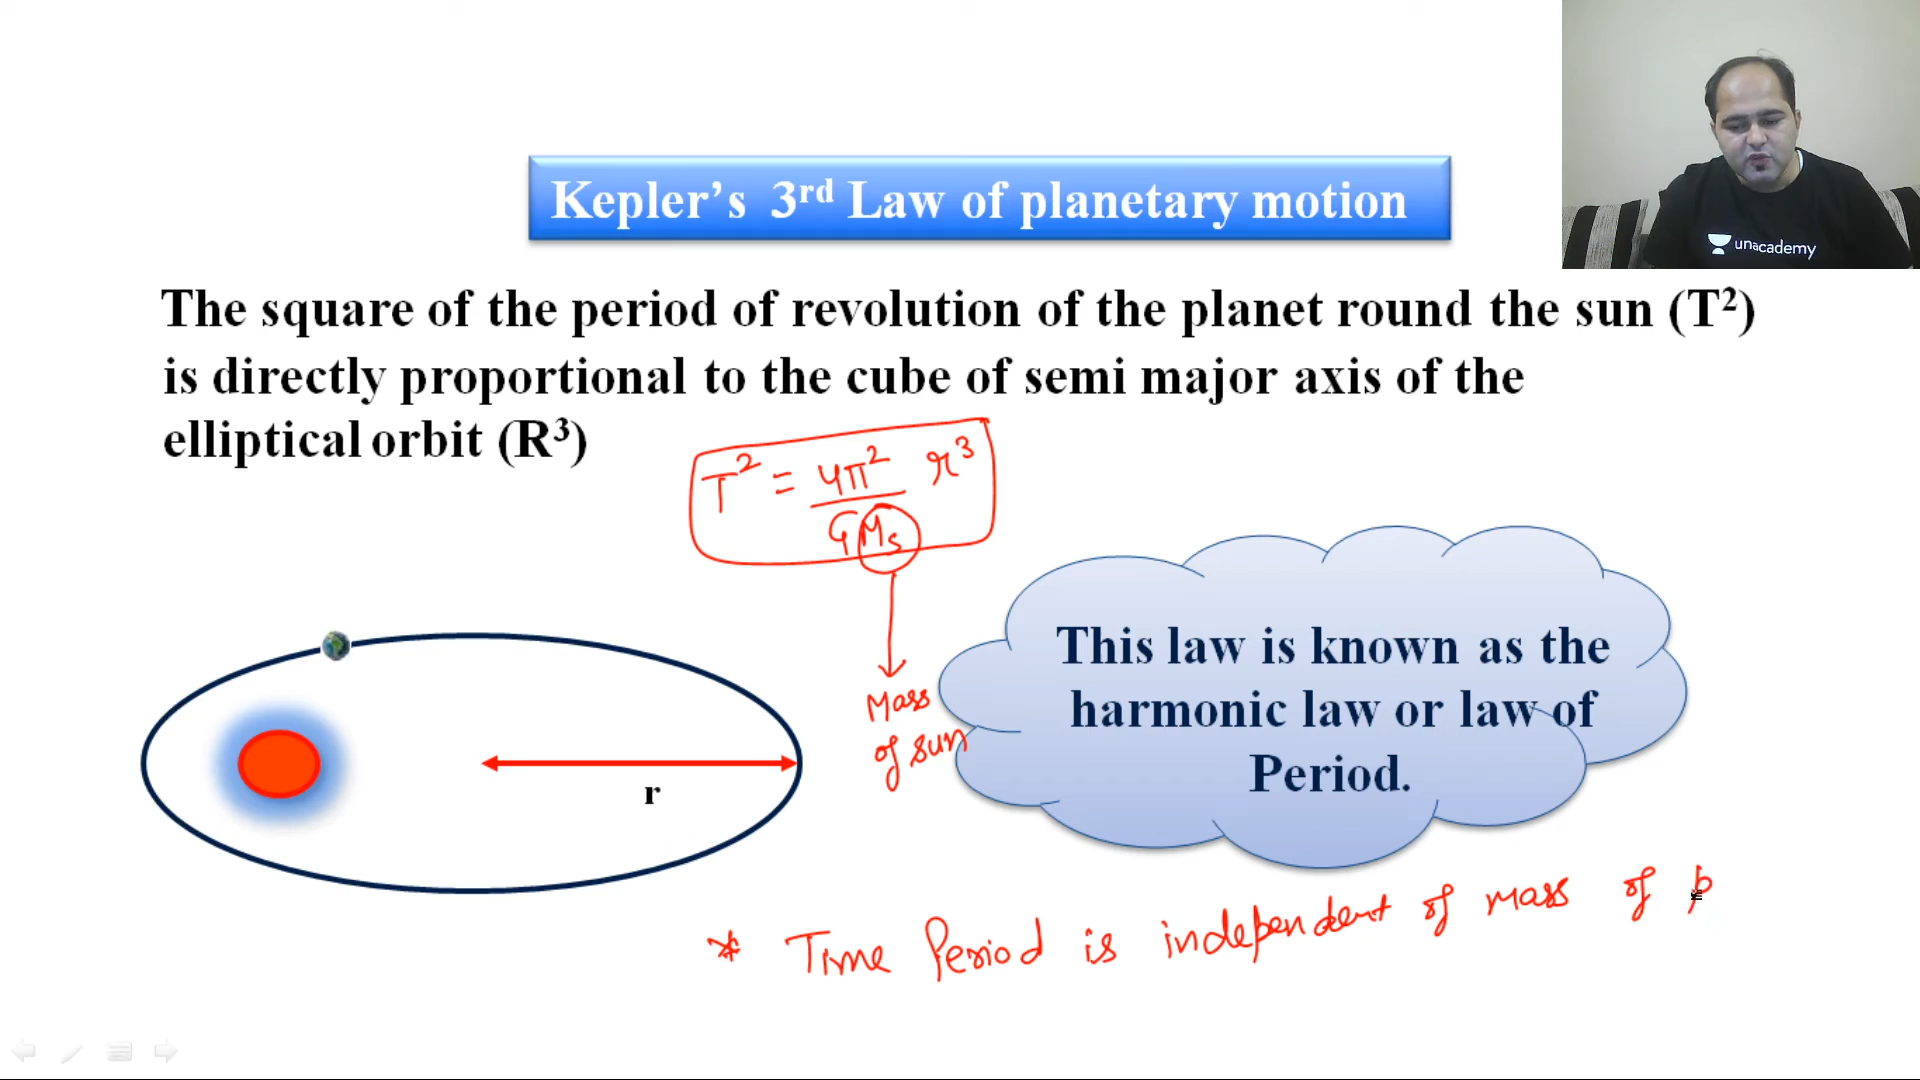 unacademy
Kepler’s 3rd Law of planetary motion
The square of the period of revolution of the planet round the sun (T²)
is directly proportional to the cube of semi major axis of the
elliptical orbit (R³)
T² = 4π² / GMs r³
Mass
of sun
This law is known as the
harmonic law or law of
Period.
r
* Time Period is independent of mass of p